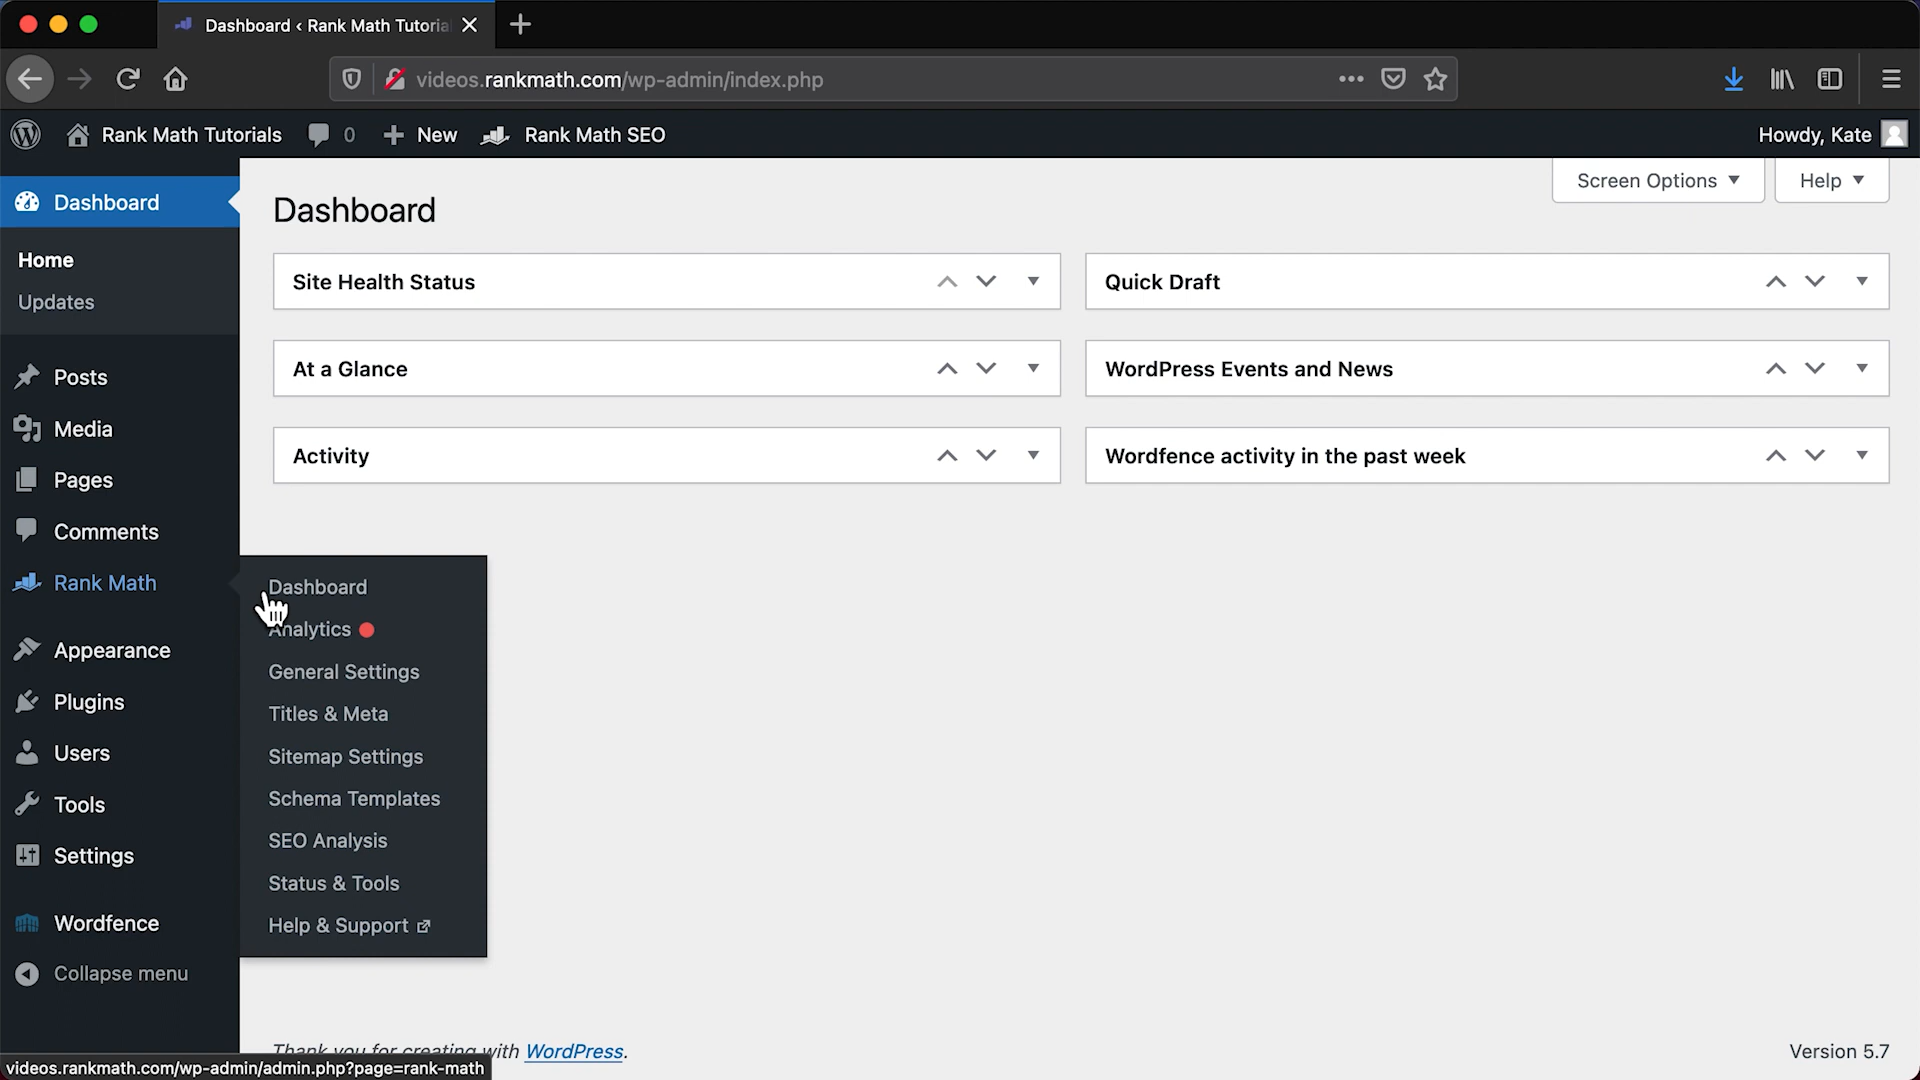 Dashboard ‹ Rank Math Tutoria
videos.rankmath.com/wp-admin/index.php
Rank Math Tutorials 0 New Rank Math SEO Howdy, Kate
Screen Options Help
Dashboard
Home
Updates
Posts
Media
Pages
Comments
Rank Math
Appearance
Plugins
Users
Tools
Settings
Wordfence
Collapse menu
Dashboard
Site Health Status
Quick Draft
At a Glance
WordPress Events and News
Activity
Wordfence activity in the past week
Dashboard
Analytics
General Settings
Titles & Meta
Sitemap Settings
Schema Templates
SEO Analysis
Status & Tools
Help & Support
Thank you for creating with WordPress.
Version 5.7
videos.rankmath.com/wp-admin/admin.php?page=rank-math